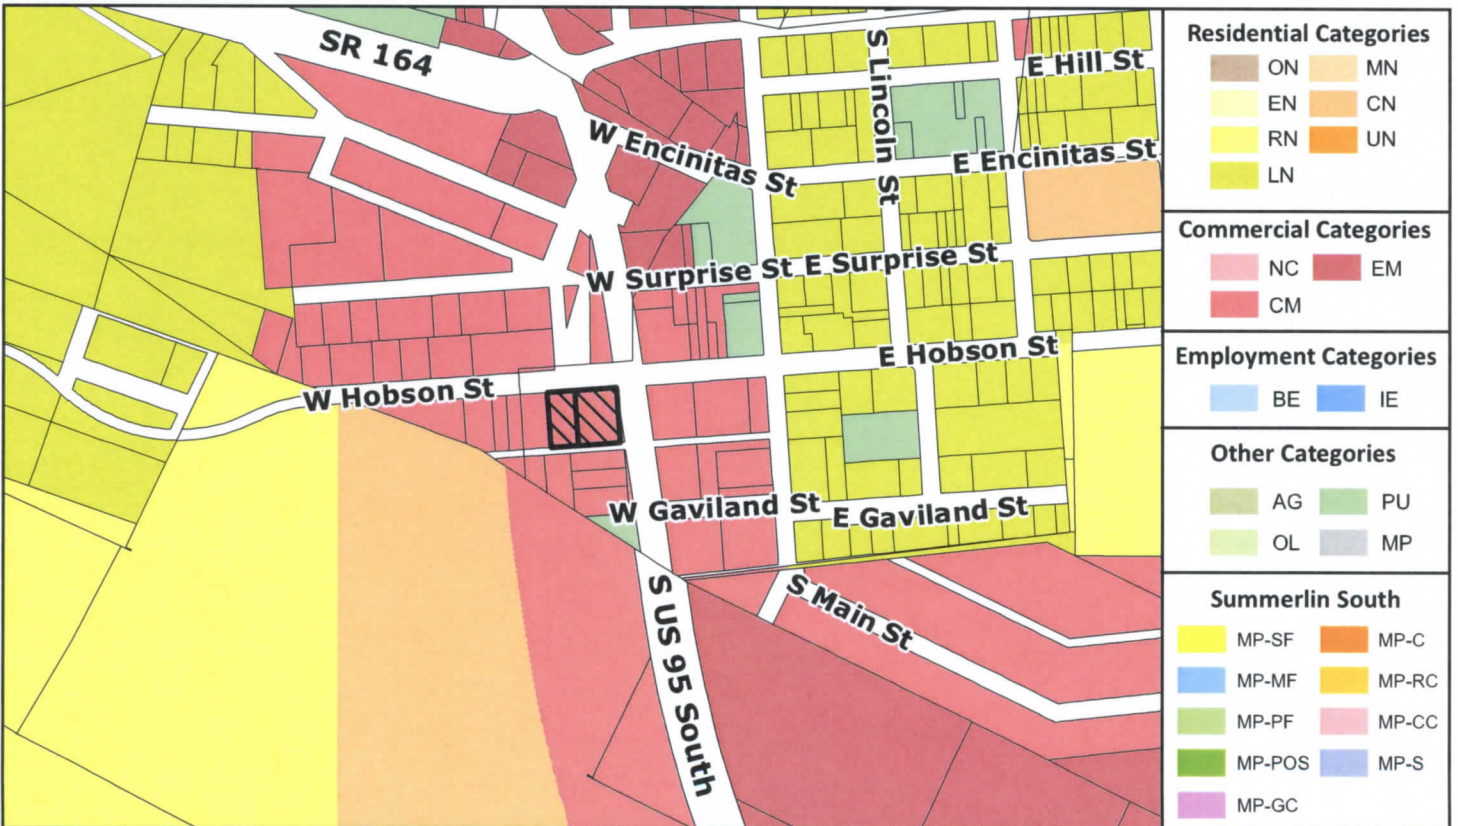 SR 164
S Lincoln St
E Hill St
W Encinitas St
E Encinitas St
W Surprise St
E Surprise St
E Hobson St
W Hobson St
W Gaviland St
E Gaviland St
S Main St
S US 95 South
Residential Categories
ON MN
EN CN
RN UN
LN
Commercial Categories
NC EM
CM
Employment Categories
BE IE
Other Categories
AG PU
OL MP
Summerlin South
MP-SF MP-C
MP-MF MP-RC
MP-PF MP-CC
MP-POS MP-S
MP-GC